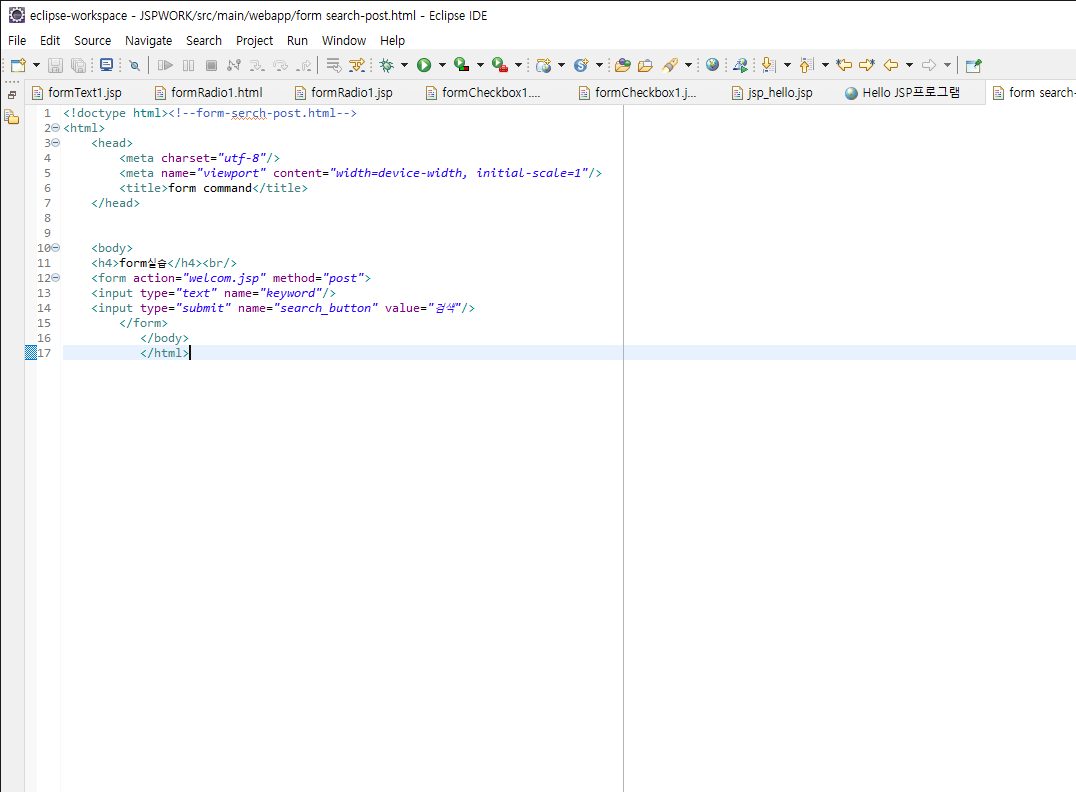 eclipse-workspace - JSPWORK/src/main/webapp/form search-post.html - Eclipse IDE
File Edit Source Navigate Search Project Run Window Help
formText1.jsp formRadio1.html formRadio1.jsp formCheckbox1.... formCheckbox1.j... jsp_hello.jsp Hello JSP프로그램 form search-
1 <!doctype html><!--form-serch-post.html-->
2 <html>
3 <head>
4 <meta charset="utf-8"/>
5 <meta name="viewport" content="width=device-width, initial-scale=1"/>
6 <title>form command</title>
7 </head>
8
9
10 <body>
11 <h4>form실습</h4><br/>
12 <form action="welcom.jsp" method="post">
13 <input type="text" name="keyword"/>
14 <input type="submit" name="search_button" value="검색"/>
15 </form>
16 </body>
17 </html>